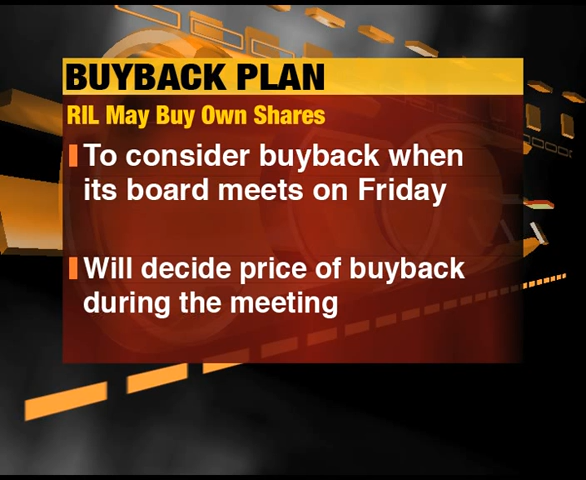 BUYBACK PLAN
RIL May Buy Own Shares
To consider buyback when
its board meets on Friday
Will decide price of buyback
during the meeting